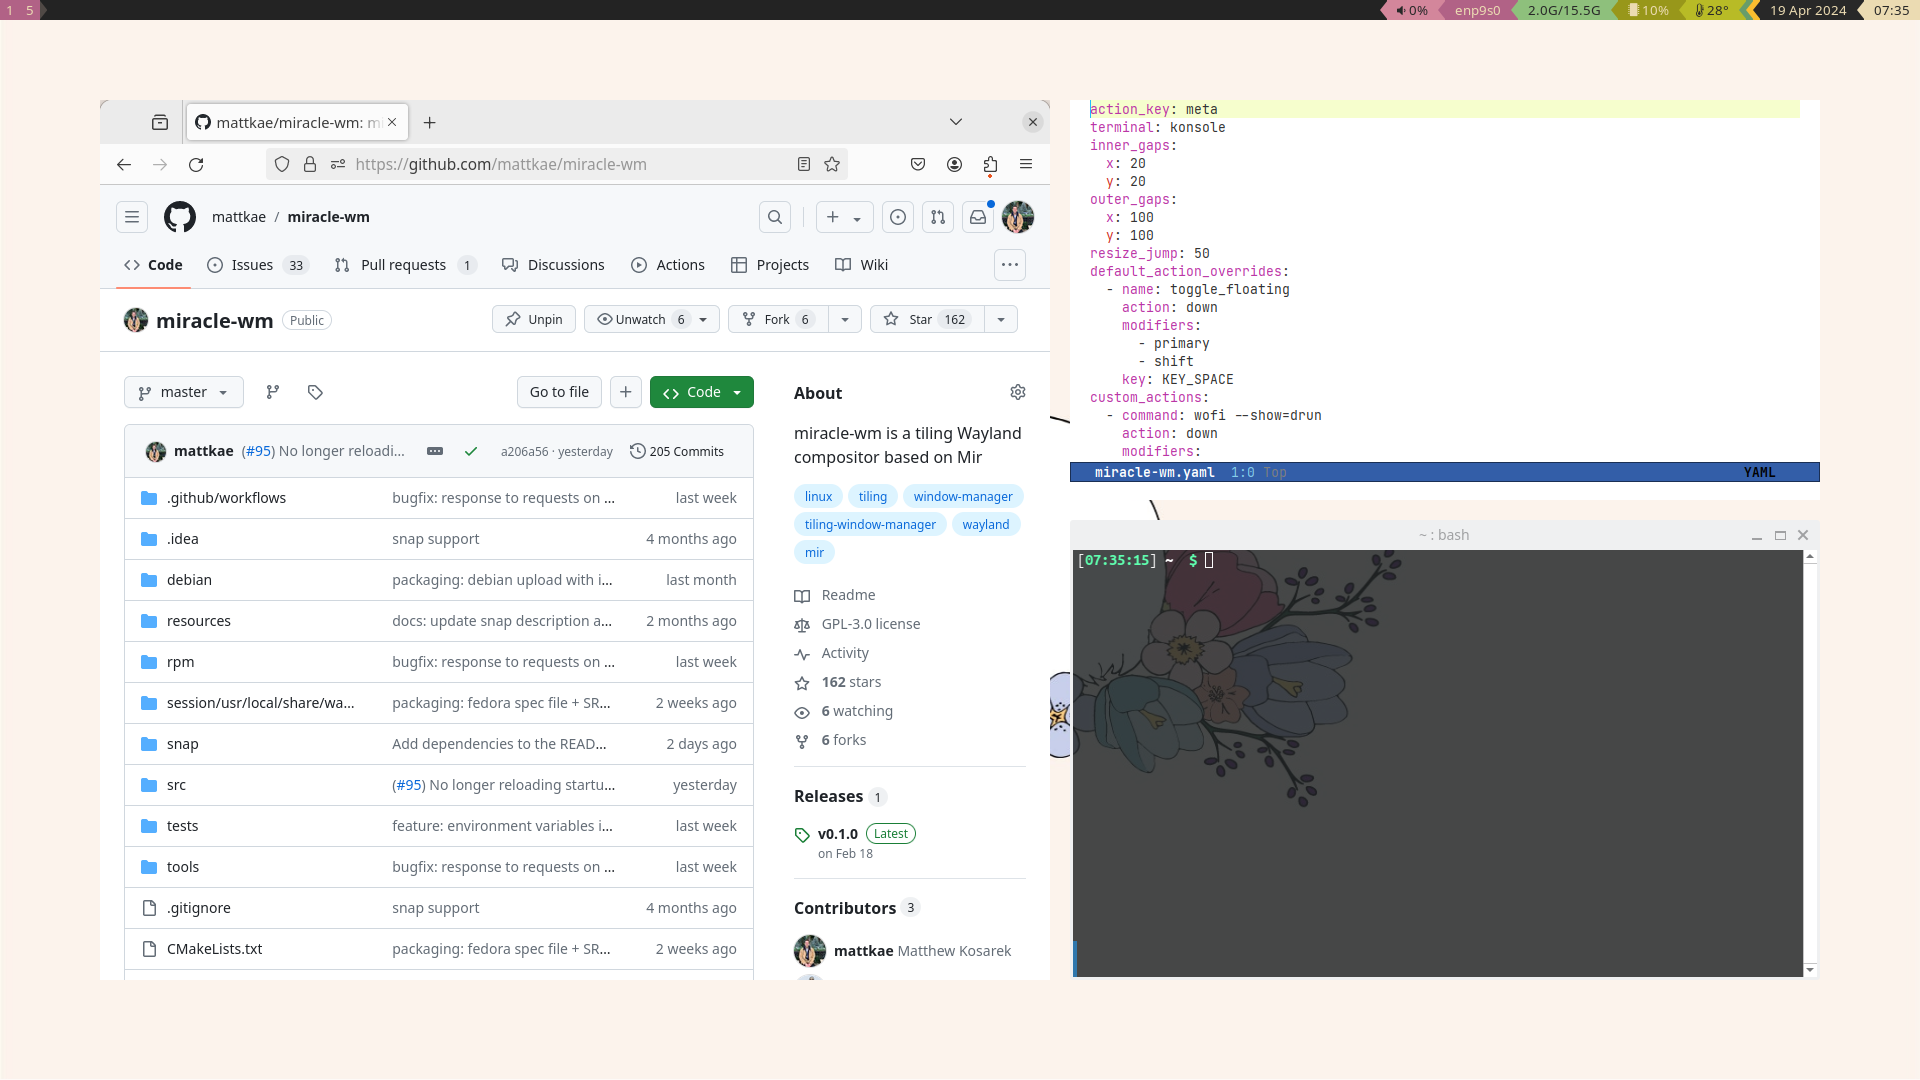 1 5
0% enp9s0 2.0G/15.5G 10% 28° 19 Apr 2024 07:35
mattkae/miracle-wm: m
https://github.com/mattkae/miracle-wm
mattkae / miracle-wm
Code Issues 33 Pull requests 1 Discussions Actions Projects Wiki
miracle-wm Public Unpin Unwatch 6 Fork 6 Star 162
master Go to file Code
mattkae (#95) No longer reloadi... a206a56 · yesterday 205 Commits
.github/workflows bugfix: response to requests on ... last week
.idea snap support 4 months ago
debian packaging: debian upload with i... last month
resources docs: update snap description a... 2 months ago
rpm bugfix: response to requests on ... last week
session/usr/local/share/wa... packaging: fedora spec file + SR... 2 weeks ago
snap Add dependencies to the READ... 2 days ago
src (#95) No longer reloading startu... yesterday
tests feature: environment variables i... last week
tools bugfix: response to requests on ... last week
.gitignore snap support 4 months ago
CMakeLists.txt packaging: fedora spec file + SR... 2 weeks ago
About
miracle-wm is a tiling Wayland
compositor based on Mir
linux tiling window-manager
tiling-window-manager wayland
mir
Readme
GPL-3.0 license
Activity
162 stars
6 watching
6 forks
Releases 1
v0.1.0 Latest
on Feb 18
Contributors 3
mattkae Matthew Kosarek
action_key: meta
terminal: konsole
inner_gaps:
x: 20
y: 20
outer_gaps:
x: 100
y: 100
resize_jump: 50
default_action_overrides:
- name: toggle_floating
action: down
modifiers:
- primary
- shift
key: KEY_SPACE
custom_actions:
- command: wofi --show=drun
action: down
modifiers:
miracle-wm.yaml 1:0 Top YAML
~ : bash
[07:35:15] ~ $